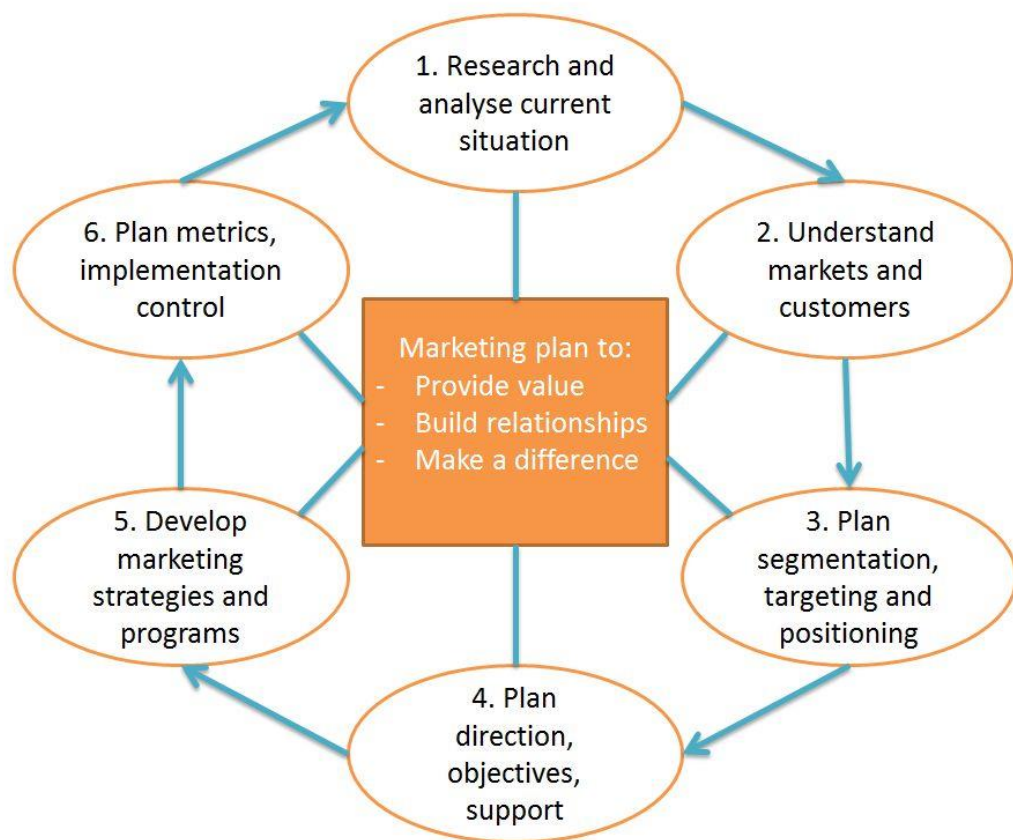 1. Research and
analyse current
situation
2. Understand
markets and
customers
3. Plan
segmentation,
targeting and
positioning
4. Plan
direction,
objectives,
support
5. Develop
marketing
strategies and
programs
6. Plan metrics,
implementation
control
Marketing plan to:
- Provide value
- Build relationships
- Make a difference